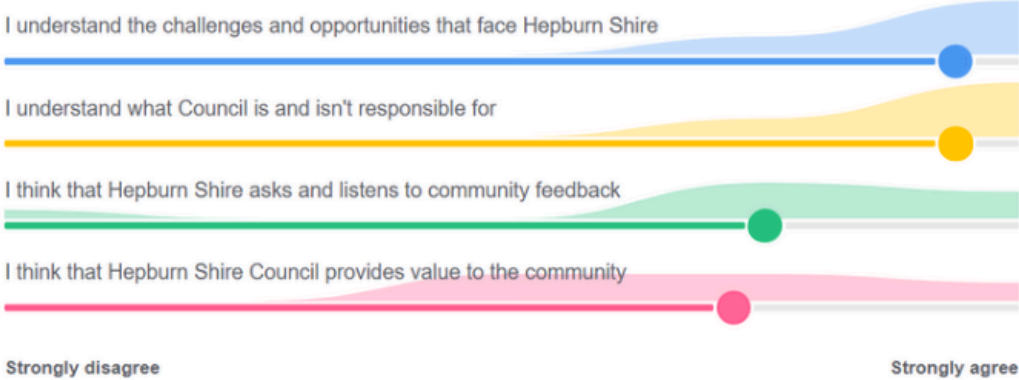 I understand the challenges and opportunities that face Hepburn Shire
I understand what Council is and isn't responsible for
I think that Hepburn Shire asks and listens to community feedback
I think that Hepburn Shire Council provides value to the community
Strongly disagree
Strongly agree